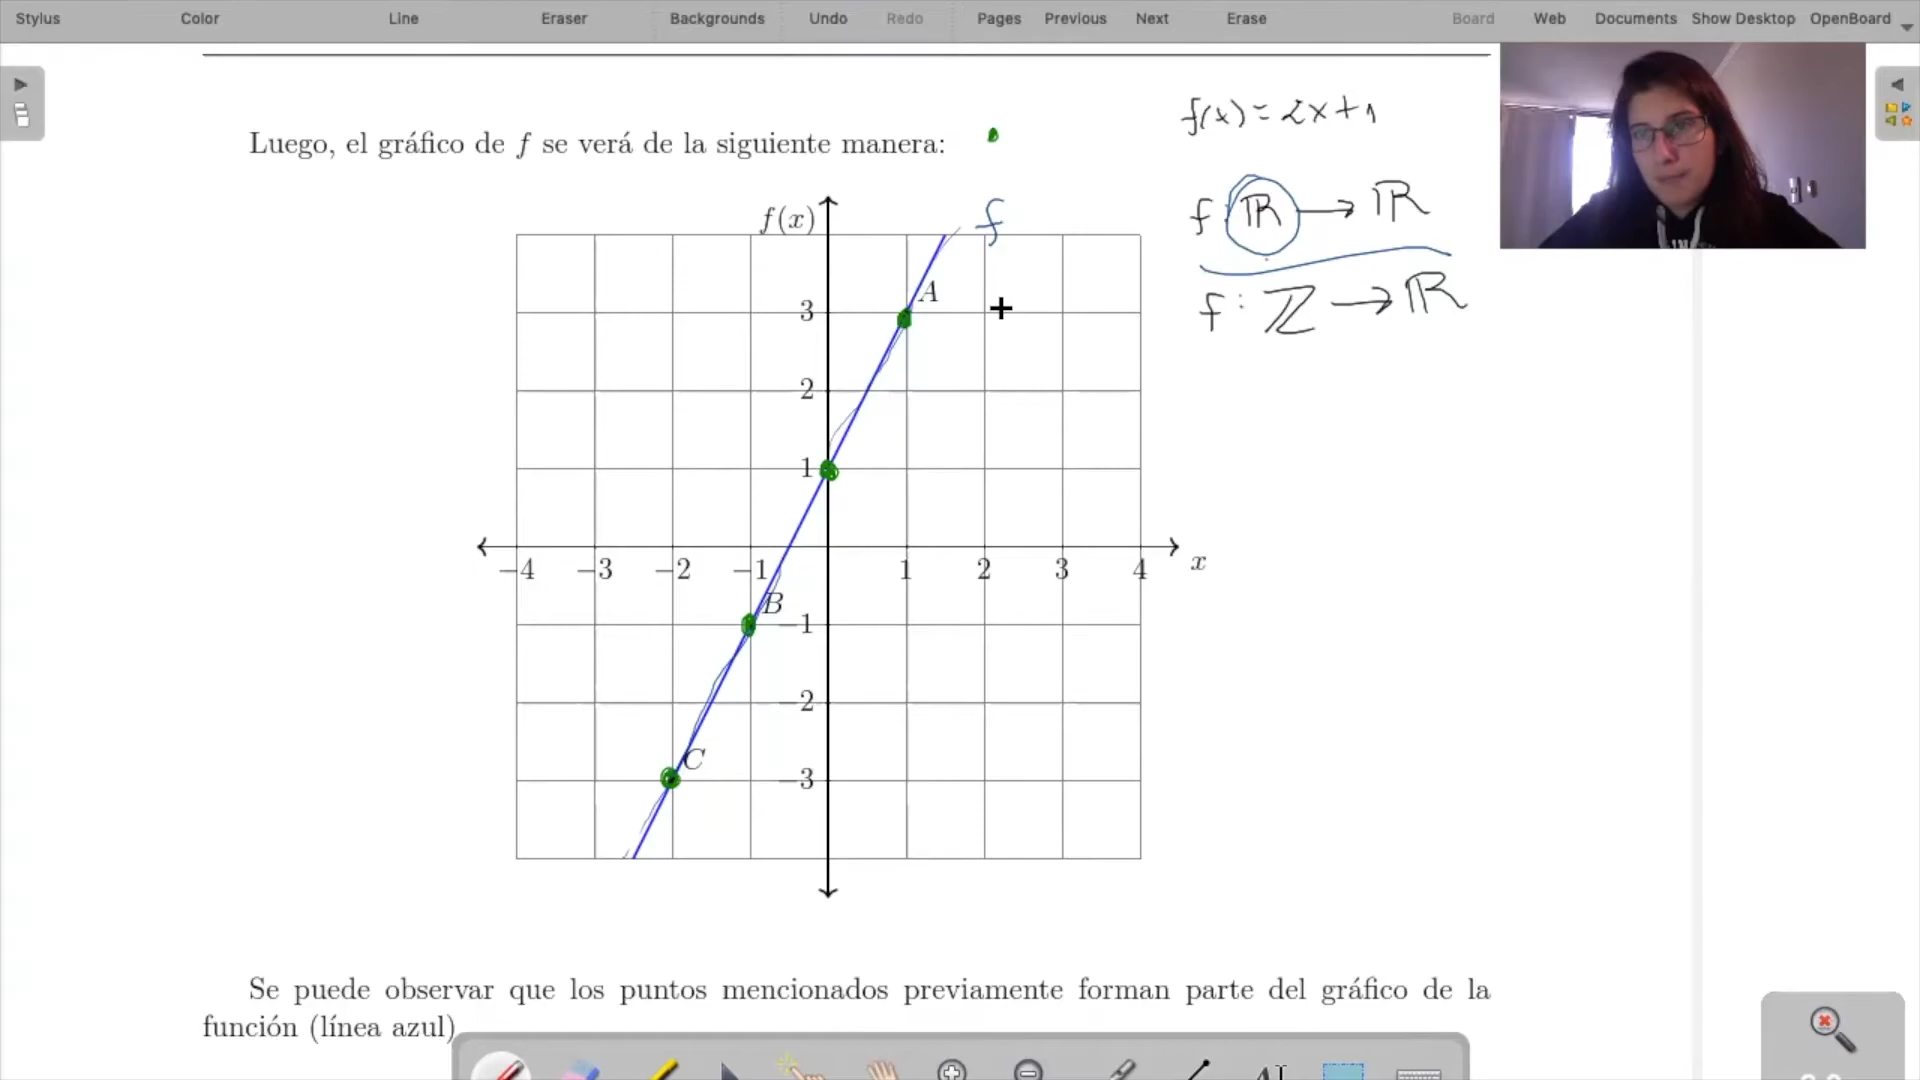 Stylus Color Line Eraser Backgrounds Undo Redo Pages Previous Next Erase Board Web Documents Show Desktop OpenBoard
f(x) = 2x+1
Luego, el gráfico de f se verá de la siguiente manera:
f: ℝ → ℝ
f(x)
f
f: ℤ → ℝ
A
3
2
1
−4 −3 −2 −1 1 2 3 4 x
B
−1
−2
C
−3
Se puede observar que los puntos mencionados previamente forman parte del gráfico de la
función (línea azul)